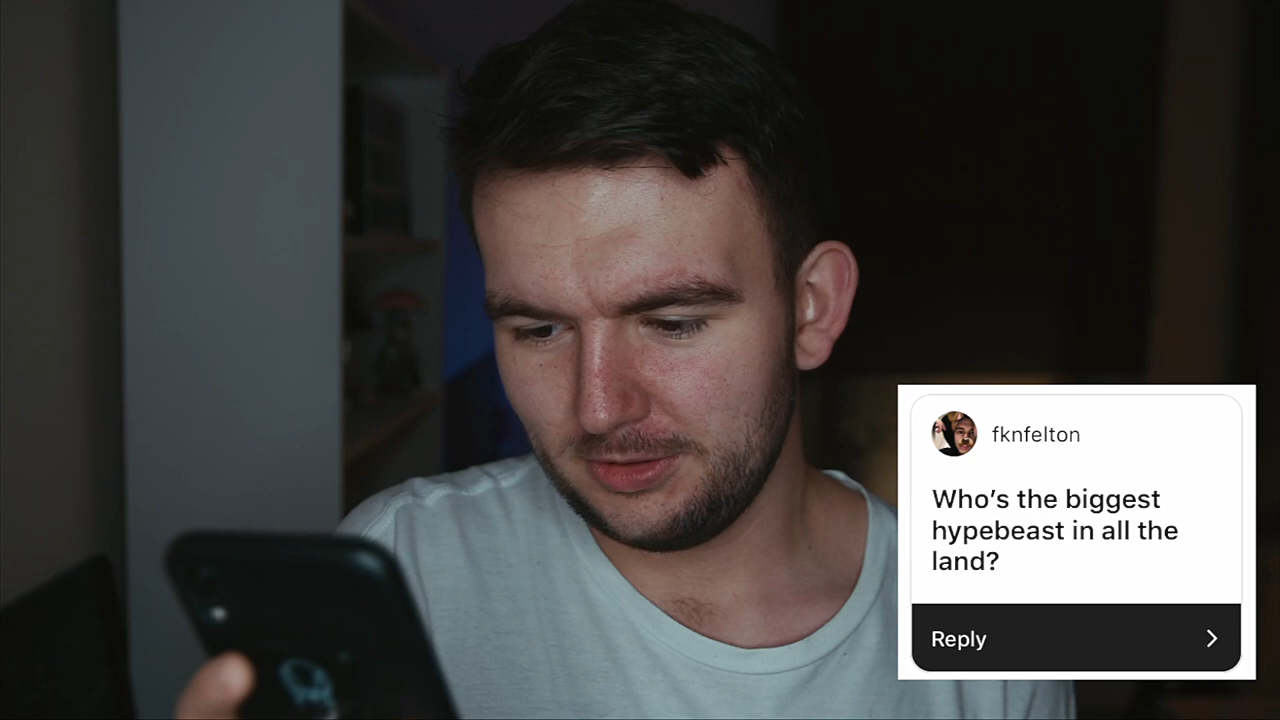 fknfelton
Who's the biggest
hypebeast in all the
land?
Reply